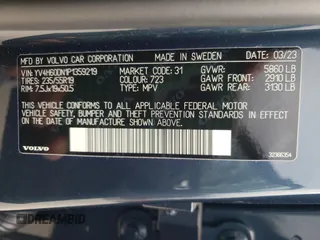 MFD BY VOLVO CAR CORPORATION MADE IN SWEDEN DATE 03/23
VIN: YV4H60DN1P1359219 MARKET CODE: 31 GVWR: 5860 LB
TIRES: 235/55R19 COLOUR: 723 GAWR FRONT: 2910 LB
RIM: 7.5Jx19x50.5 TYPE: MPV GAWR REAR: 3130 LB
THIS VEHICLE CONFORMS TO ALL APPLICABLE FEDERAL MOTOR
VEHICLE SAFETY, BUMPER AND THEFT PREVENTION STANDARDS IN EFFECT
ON THE DATE OF MANUFACTURE SHOWN ABOVE.
VOLVO
32366354
DREAMBID